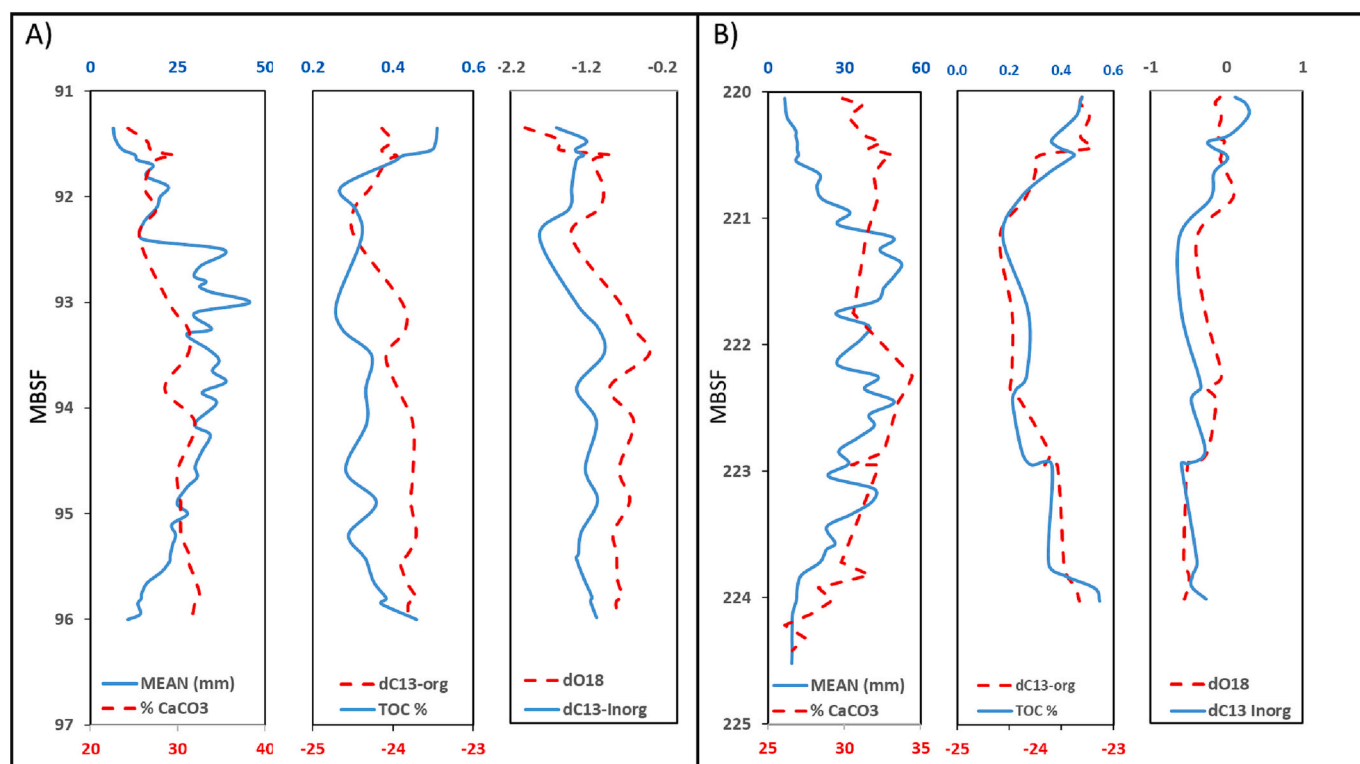 A)
0 25 50 0.2 0.4 0.6 -2.2 -1.2 -0.2
91
92
93
MBSF
94
95
96
97
MEAN (mm)
% CaCO3
dC13-org
TOC %
dO18
dC13-Inorg
20 30 40 -25 -24 -23
B)
0 30 60 0.0 0.2 0.4 0.6 -1 0 1
220
221
222
MBSF
223
224
225
MEAN (mm)
% CaCO3
dC13-org
TOC %
dO18
dC13 Inorg
25 30 35 -25 -24 -23